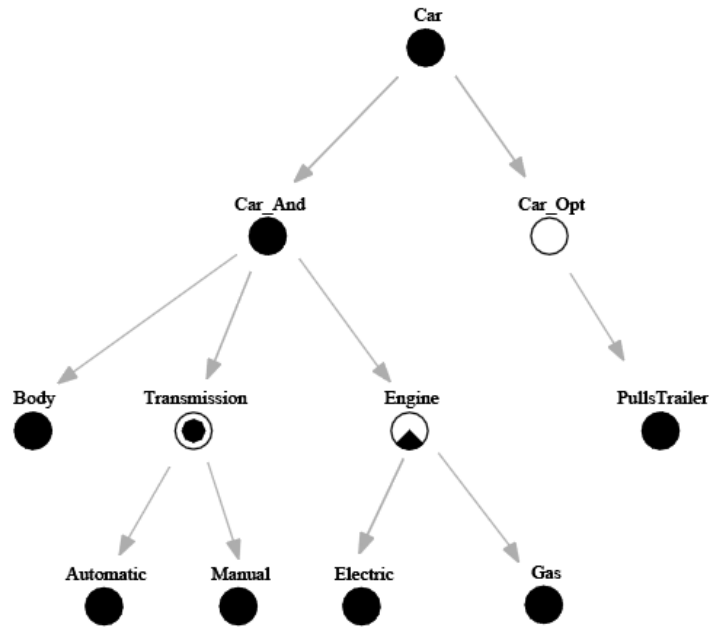 Car
Car_And
Car_Opt
Body
Transmission
Engine
PullsTrailer
Automatic
Manual
Electric
Gas